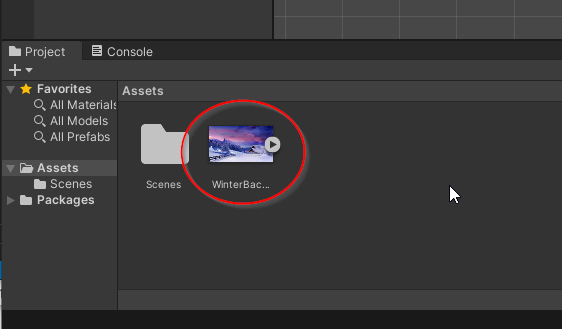 Project
Console
Favorites
All Materials
All Models
All Prefabs
Assets
Scenes
Packages
Assets
Scenes
WinterBac...